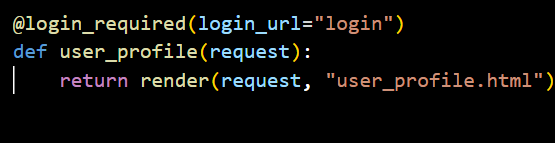 @login_required(login_url="login")
def user_profile(request):
    return render(request, "user_profile.html")